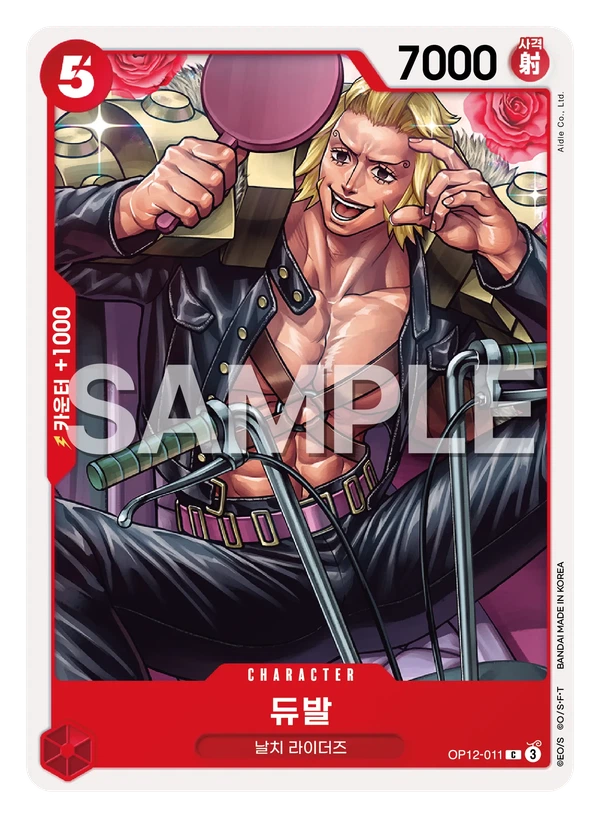 5
7000
사격
射
Aidle Co., Ltd.
⚡카운터 +1000
SAMPLE
CHARACTER
듀발
날치 라이더즈
OP12-011 C 3
©EO/S ©O/S·F·T BANDAI MADE IN KOREA